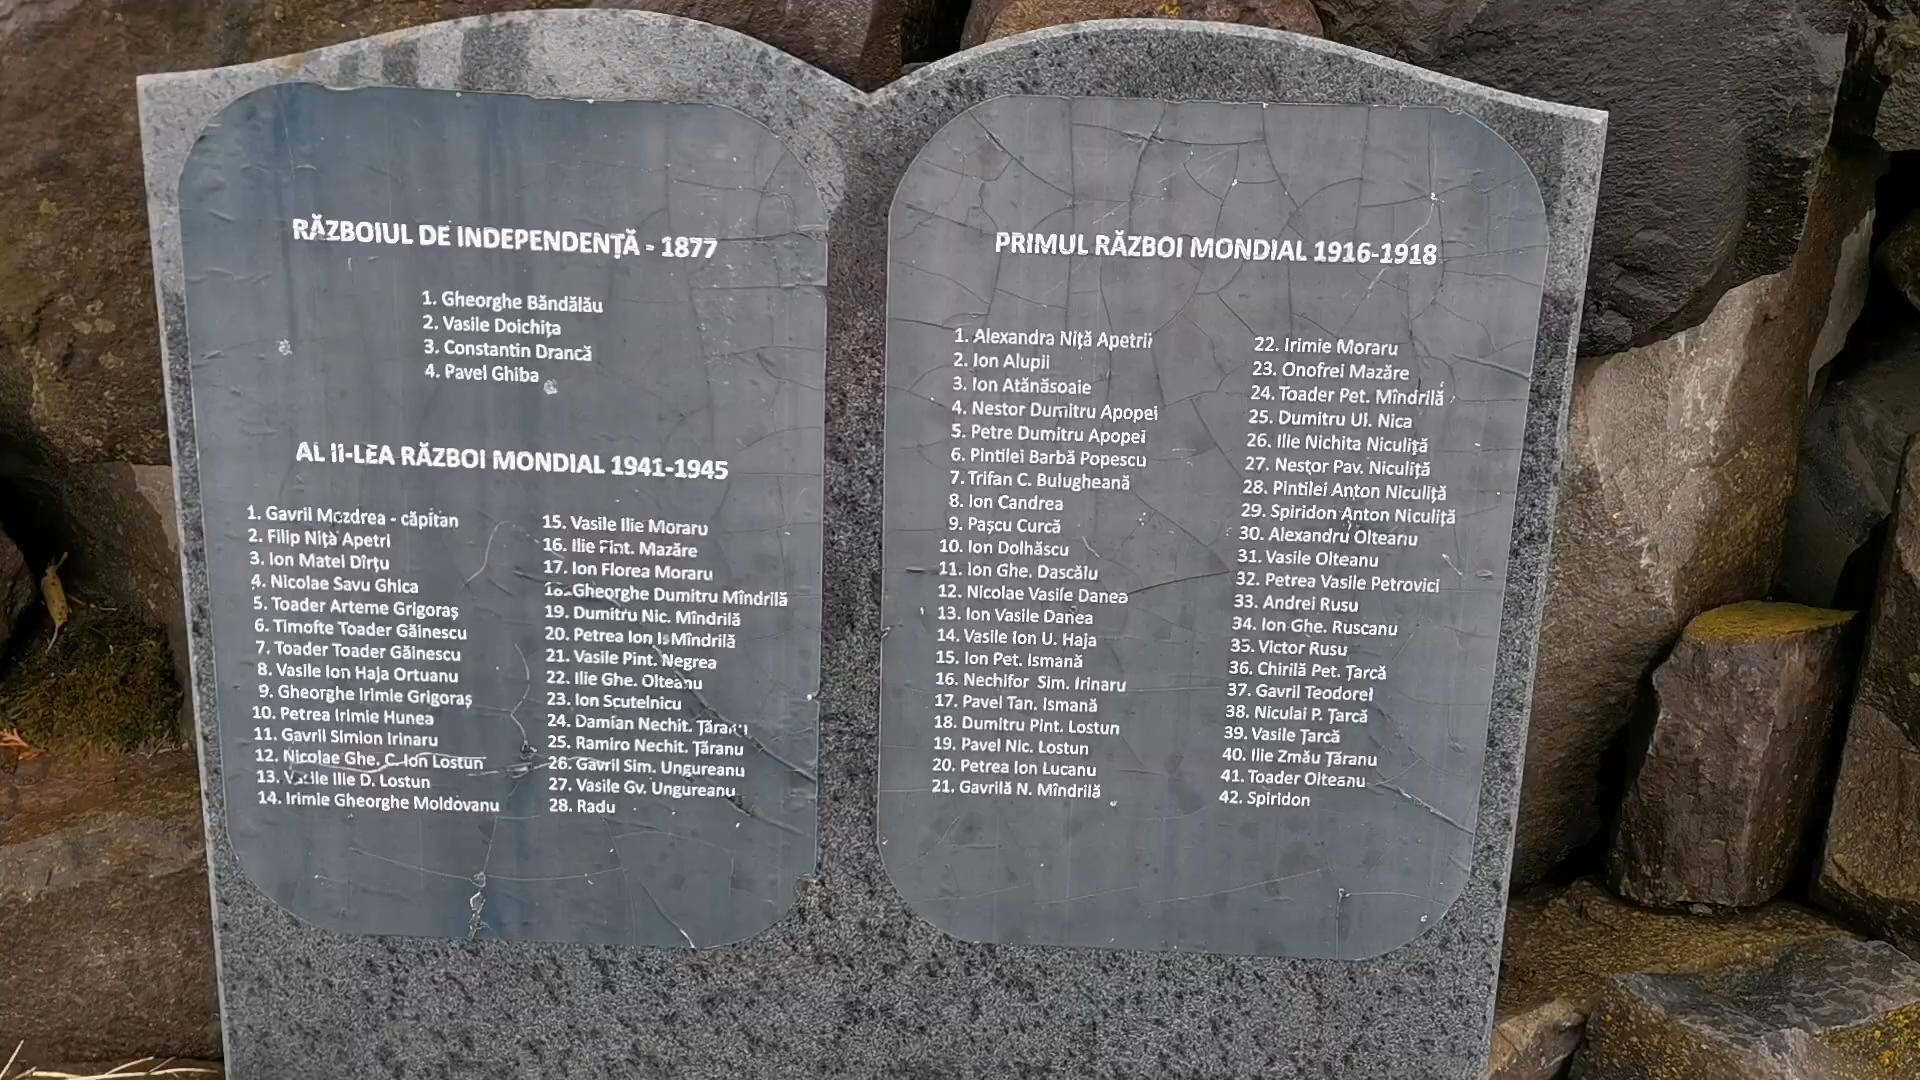 RĂZBOIUL DE INDEPENDENȚĂ - 1877
1. Gheorghe Băndălău
2. Vasile Doichița
3. Constantin Drancă
4. Pavel Ghiba
AL II-LEA RĂZBOI MONDIAL 1941-1945
1. Gavril Mozdrea - căpitan
2. Filip Nița Apetri
3. Ion Matei Dîrțu
4. Nicolae Savu Ghica
5. Toader Arteme Grigoraș
6. Timofte Toader Găinescu
7. Toader Toader Găinescu
8. Vasile Ion Haja Ortuanu
9. Gheorghe Irimie Grigoraș
10. Petrea Irimie Hunea
11. Gavril Simion Irinaru
12. Nicolae Ghe. C. Ion Lostun
13. Vasile Ilie D. Lostun
14. Irimie Gheorghe Moldovanu
15. Vasile Ilie Moraru
16. Ilie Fint. Mazăre
17. Ion Florea Moraru
18. Gheorghe Dumitru Mîndrilă
19. Dumitru Nic. Mîndrilă
20. Petrea Ion I. Mîndrilă
21. Vasile Pint. Negrea
22. Ilie Ghe. Olteanu
23. Ion Scutelnicu
24. Damian Nechit. Țăranu
25. Ramiro Nechit. Țăranu
26. Gavril Sim. Ungureanu
27. Vasile Gv. Ungureanu
28. Radu
PRIMUL RĂZBOI MONDIAL 1916-1918
1. Alexandra Niță Apetrii
2. Ion Alupii
3. Ion Atănăsoaie
4. Nestor Dumitru Apopei
5. Petre Dumitru Apopei
6. Pintilei Barbă Popescu
7. Trifan C. Bulugheană
8. Ion Candrea
9. Pașcu Curcă
10. Ion Dolhăscu
11. Ion Ghe. Dascălu
12. Nicolae Vasile Danea
13. Ion Vasile Danea
14. Vasile Ion U. Haja
15. Ion Pet. Ismană
16. Nechifor Sim. Irinaru
17. Pavel Tan. Ismană
18. Dumitru Pint. Lostun
19. Pavel Nic. Lostun
20. Petrea Ion Lucanu
21. Gavrilă N. Mîndrilă
22. Irimie Moraru
23. Onofrei Mazăre
24. Toader Pet. Mîndrilă
25. Dumitru Ul. Nica
26. Ilie Nichita Niculiță
27. Nestor Pav. Niculiță
28. Pintilei Anton Niculiță
29. Spiridon Anton Niculiță
30. Alexandru Olteanu
31. Vasile Olteanu
32. Petrea Vasile Petrovici
33. Andrei Rusu
34. Ion Ghe. Ruscanu
35. Victor Rusu
36. Chirilă Pet. Țarcă
37. Gavril Teodorel
38. Niculai P. Țarcă
39. Vasile Țarcă
40. Ilie Zmău Țăranu
41. Toader Olteanu
42. Spiridon